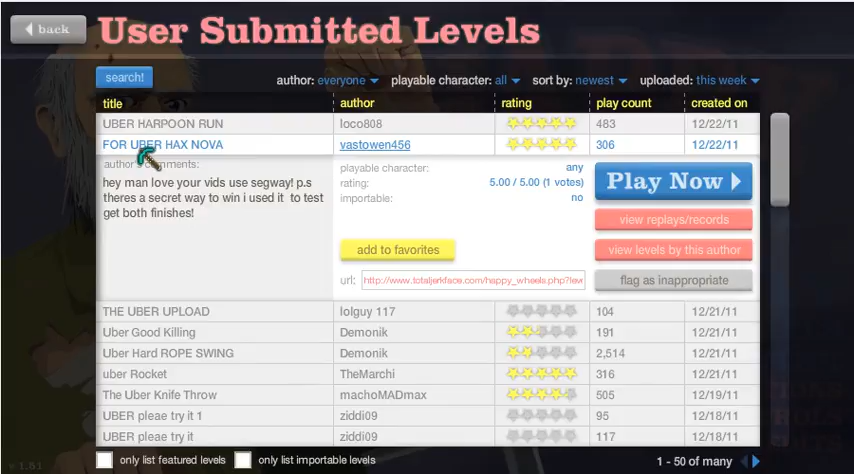 back
User Submitted Levels
search!
author: everyone playable character: all sort by: newest uploaded: this week
title author rating play count created on
UBER HARPOON RUN loco808 483 12/22/11
FOR UBER HAX NOVA vastowen456 306 12/22/11
author's comments:
hey man love your vids use segway! p.s
theres a secret way to win i used it to test
get both finishes!
playable character: any
rating: 5.00 / 5.00 (1 votes)
importable: no
add to favorites
url: http://www.totaljerkface.com/happy_wheels.php?leve
Play Now
view replays/records
view levels by this author
flag as inappropriate
THE UBER UPLOAD lolguy 117 104 12/21/11
Uber Good Killing Demonik 191 12/21/11
Uber Hard ROPE SWING Demonik 2,514 12/21/11
uber Rocket TheMarchi 316 12/21/11
The Uber Knife Throw machoMADmax 505 12/19/11
UBER pleae try it 1 ziddi09 95 12/18/11
UBER pleae try it ziddi09 117 12/18/11
only list featured levels only list importable levels
1 - 50 of many